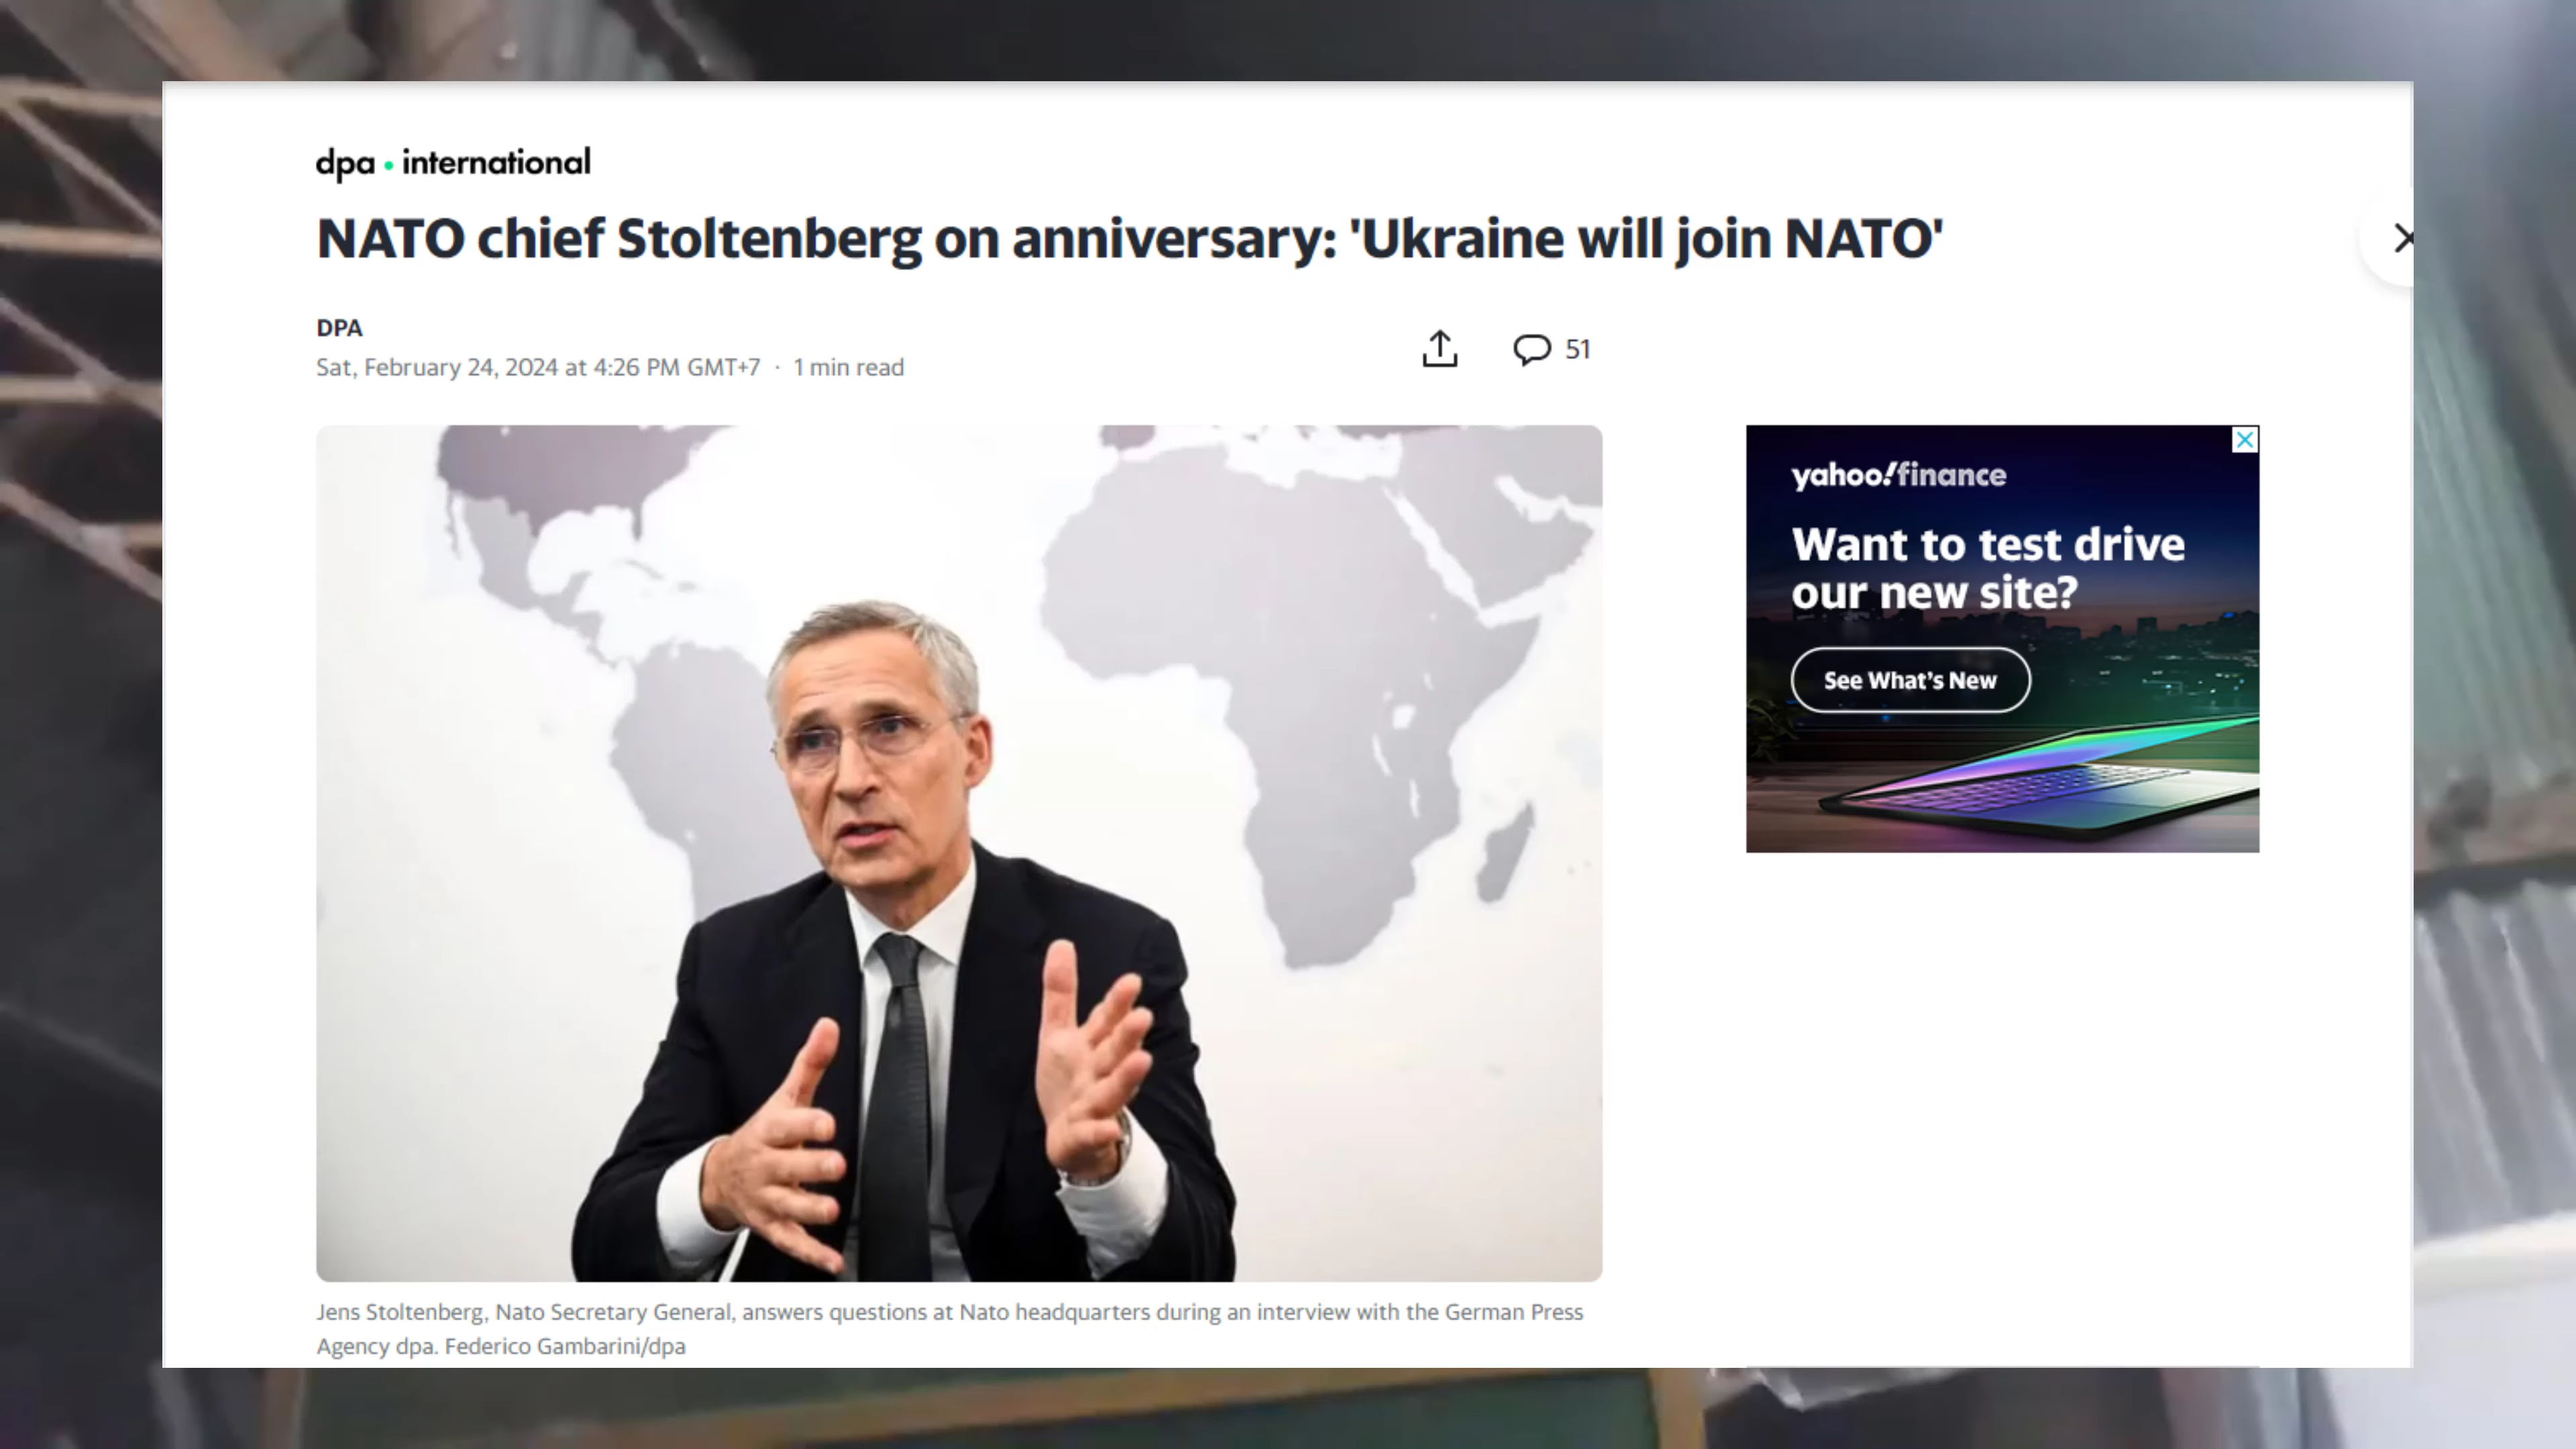 dpa • international
NATO chief Stoltenberg on anniversary: 'Ukraine will join NATO'
DPA
Sat, February 24, 2024 at 4:26 PM GMT+7 · 1 min read
51
yahoo!finance
Want to test drive
our new site?
See What's New
Jens Stoltenberg, Nato Secretary General, answers questions at Nato headquarters during an interview with the German Press
Agency dpa. Federico Gambarini/dpa